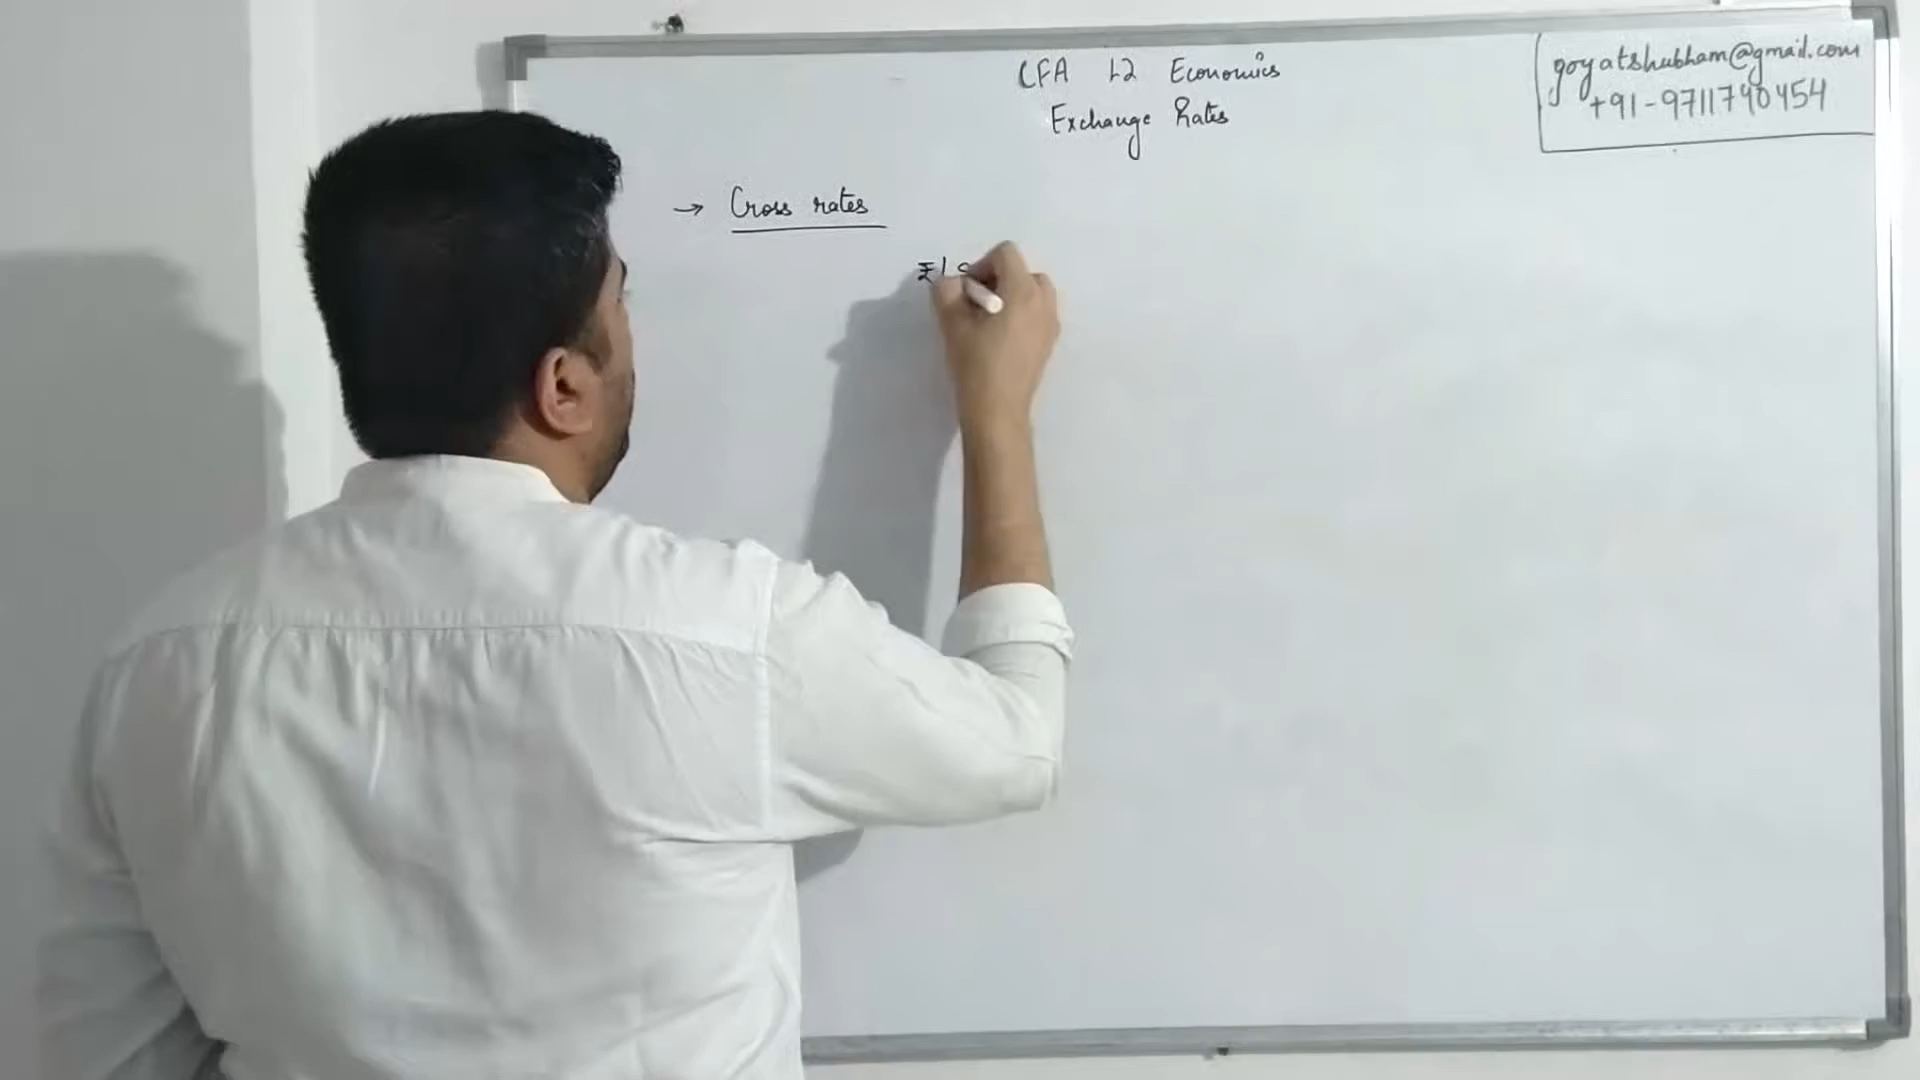 CFA L2 Economics
Exchange Rates
goyatshubham@gmail.com
+91-9711740454
→ Cross rates
₹/